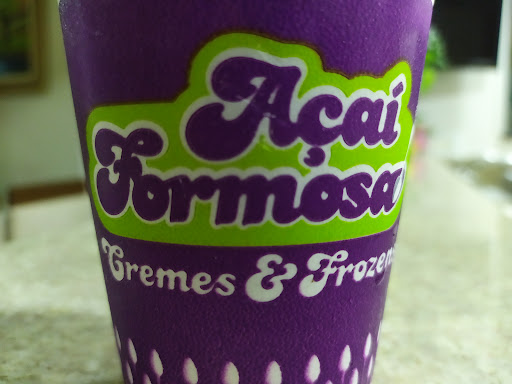 Açaí
Formosa
Cremes & Frozen